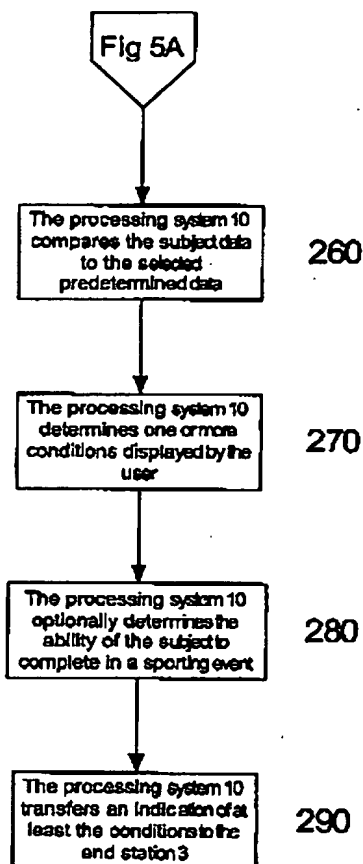 Fig 5A
The processing system 10
compares the subject data
to the selected
predetermined data
260
The processing system 10
determines one or more
conditions displayed by the
user
270
The processing system 10
optionally determines the
ability of the subject to
complete in a sporting event
280
The processing system 10
transfers an indication of at
least the conditions to the
end station 3
290